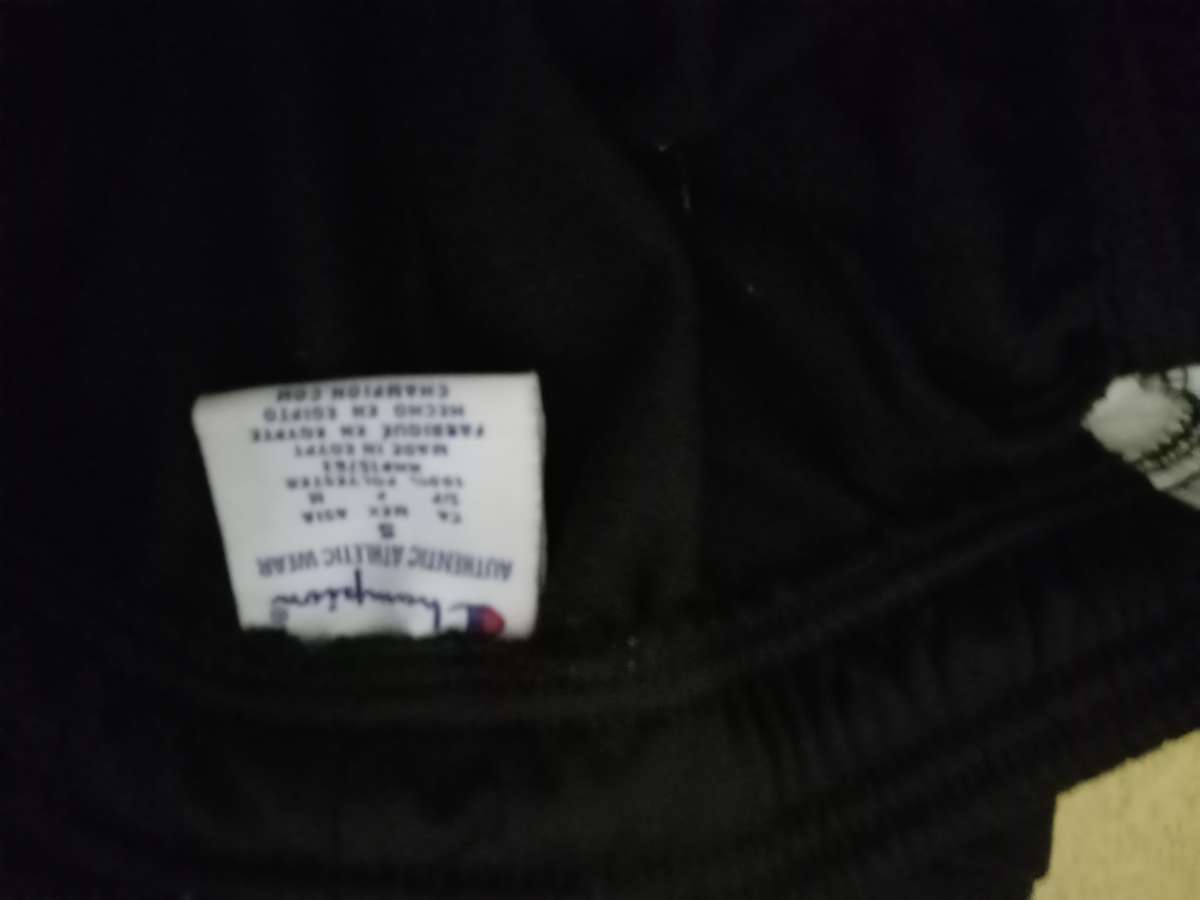 Champion®
AUTHENTIC ATHLETIC WEAR
S
CA MEX ASIA
S/P M
100% POLYESTER
MADE IN EGYPT
FABRIQUÉ EN EGYPTE
HECHO EN EGIPTO
CHAMPION.COM